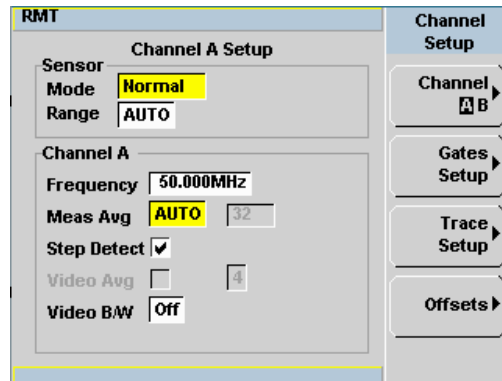 RMT
Channel A Setup
Sensor
Mode Normal
Range AUTO
Channel A
Frequency 50.000MHz
Meas Avg AUTO 32
Step Detect
Video Avg 4
Video B/W Off
Channel
Setup
Channel
A B
Gates
Setup
Trace
Setup
Offsets